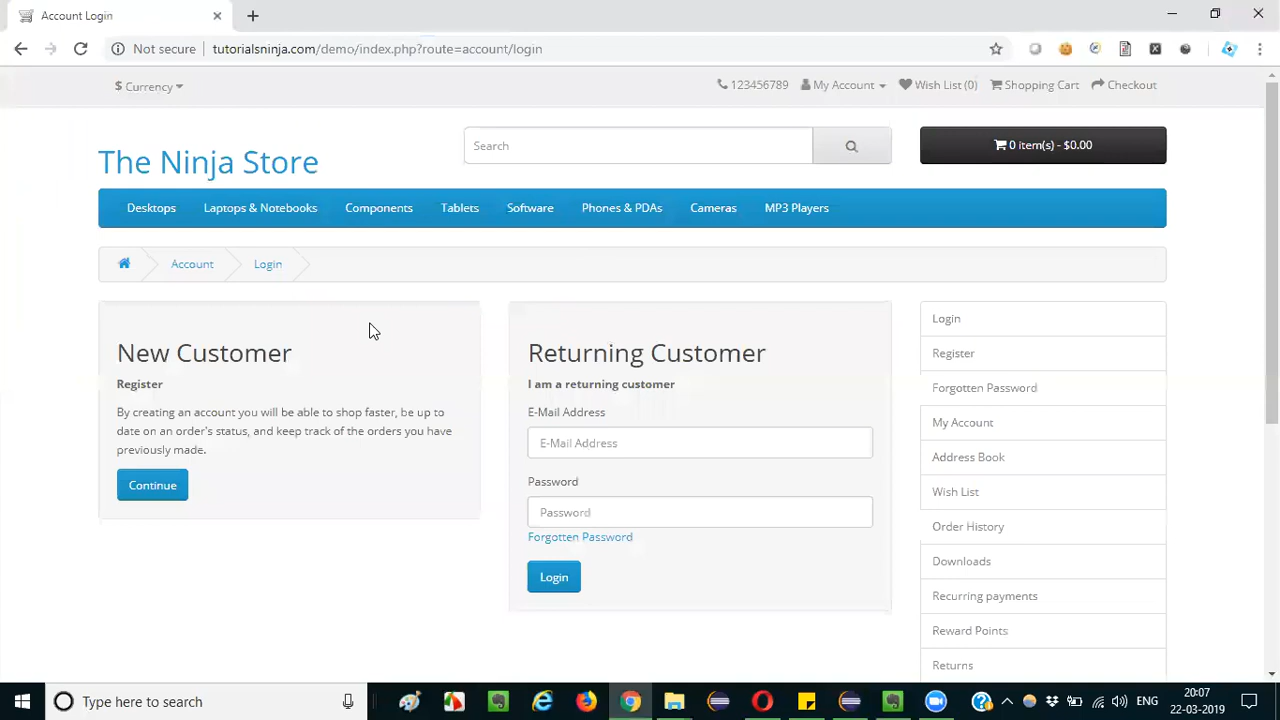 Account Login
Not secure tutorialsninja.com/demo/index.php?route=account/login
$ Currency 123456789 My Account Wish List (0) Shopping Cart Checkout
The Ninja Store
Search
0 item(s) - $0.00
Desktops Laptops & Notebooks Components Tablets Software Phones & PDAs Cameras MP3 Players
Account Login
New Customer
Register
By creating an account you will be able to shop faster, be up to
date on an order's status, and keep track of the orders you have
previously made.
Continue
Returning Customer
I am a returning customer
E-Mail Address
E-Mail Address
Password
Password
Forgotten Password
Login
Login
Register
Forgotten Password
My Account
Address Book
Wish List
Order History
Downloads
Recurring payments
Reward Points
Returns
Type here to search
ENG
20:07
22-03-2019